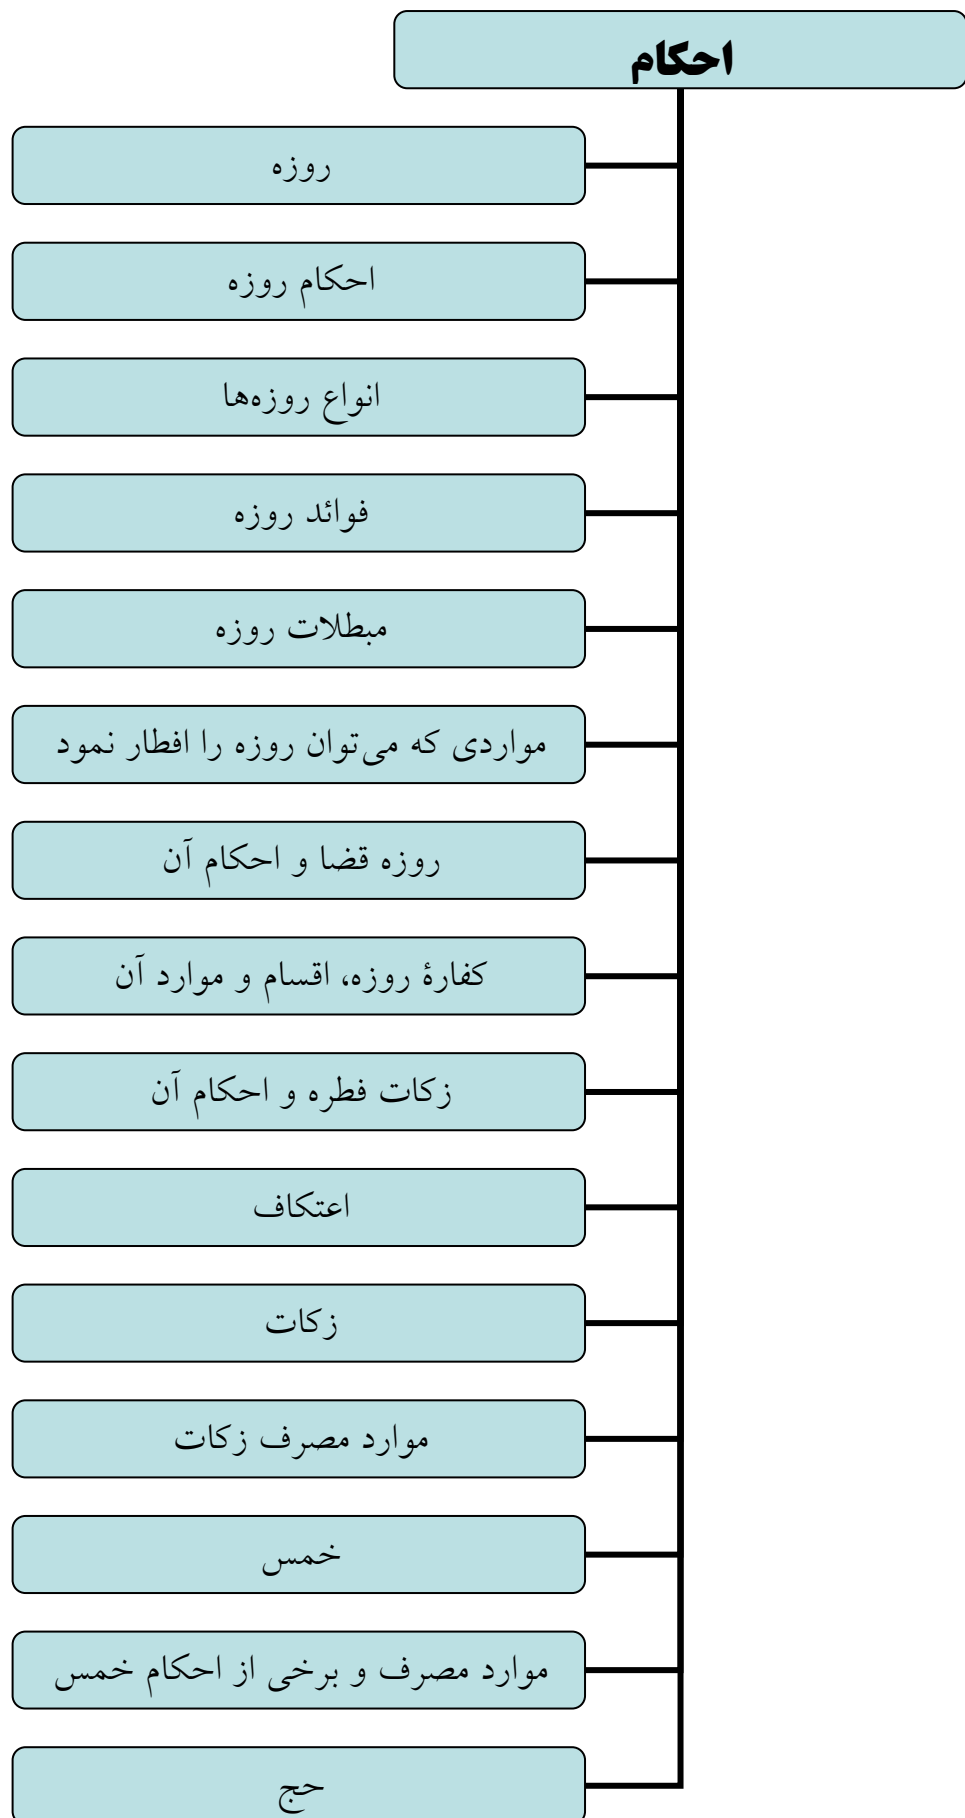 احکام
روزه
احکام روزه
انواع روزه‌ها
فوائد روزه
مبطلات روزه
مواردی که می‌توان روزه را افطار نمود
روزه قضا و احکام آن
کفارۀ روزه، اقسام و موارد آن
زکات فطره و احکام آن
اعتکاف
زکات
موارد مصرف زکات
خمس
موارد مصرف و برخی از احکام خمس
حج